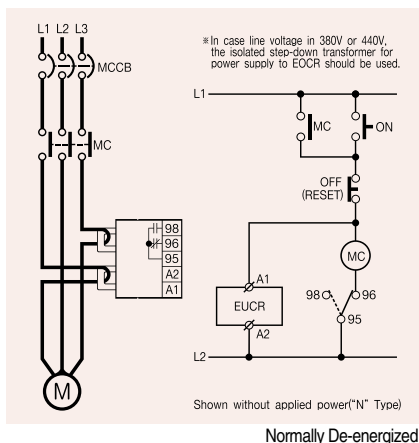 L1 L2 L3
MCCB
MC
98
96
95
A2
A1
M
※In case line voltage in 380V or 440V,
the isolated step-down transformer for
power supply to EOCR should be used.
L1
MC
ON
OFF
(RESET)
MC
A1
EUCR
A2
98
96
95
L2
Shown without applied power("N" Type)
Normally De-energized